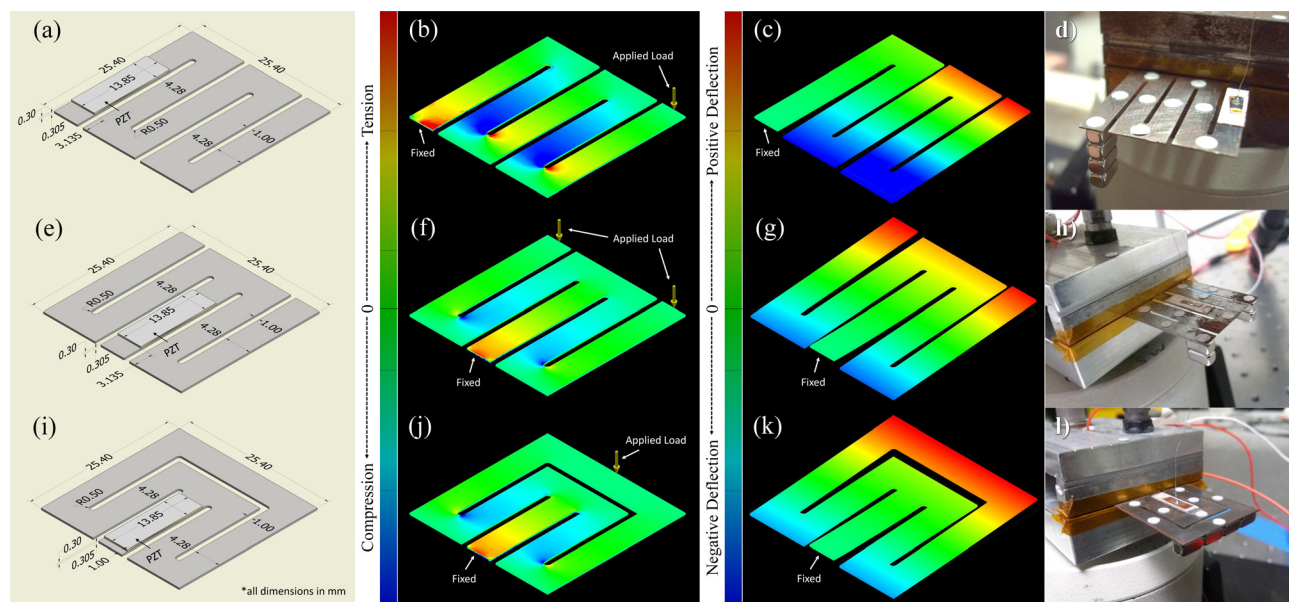 (a)
25.40
25.40
13.85
4.28
0.30
0.305
PZT
R0.50
3.135
4.28
1.00
Tension
0
Compression
(b)
Applied Load
Fixed
Positive Deflection
0
Negative Deflection
(c)
Fixed
d)
(e)
25.40
25.40
4.28
R0.50
13.85
4.28
1.00
0.30
0.305
PZT
3.135
(f)
Applied Load
Fixed
(g)
Fixed
h)
(i)
25.40
25.40
R0.50
4.28
13.85
1.00
0.30
0.305
1.00
PZT
4.28
*all dimensions in mm
(j)
Applied Load
Fixed
(k)
Fixed
l)